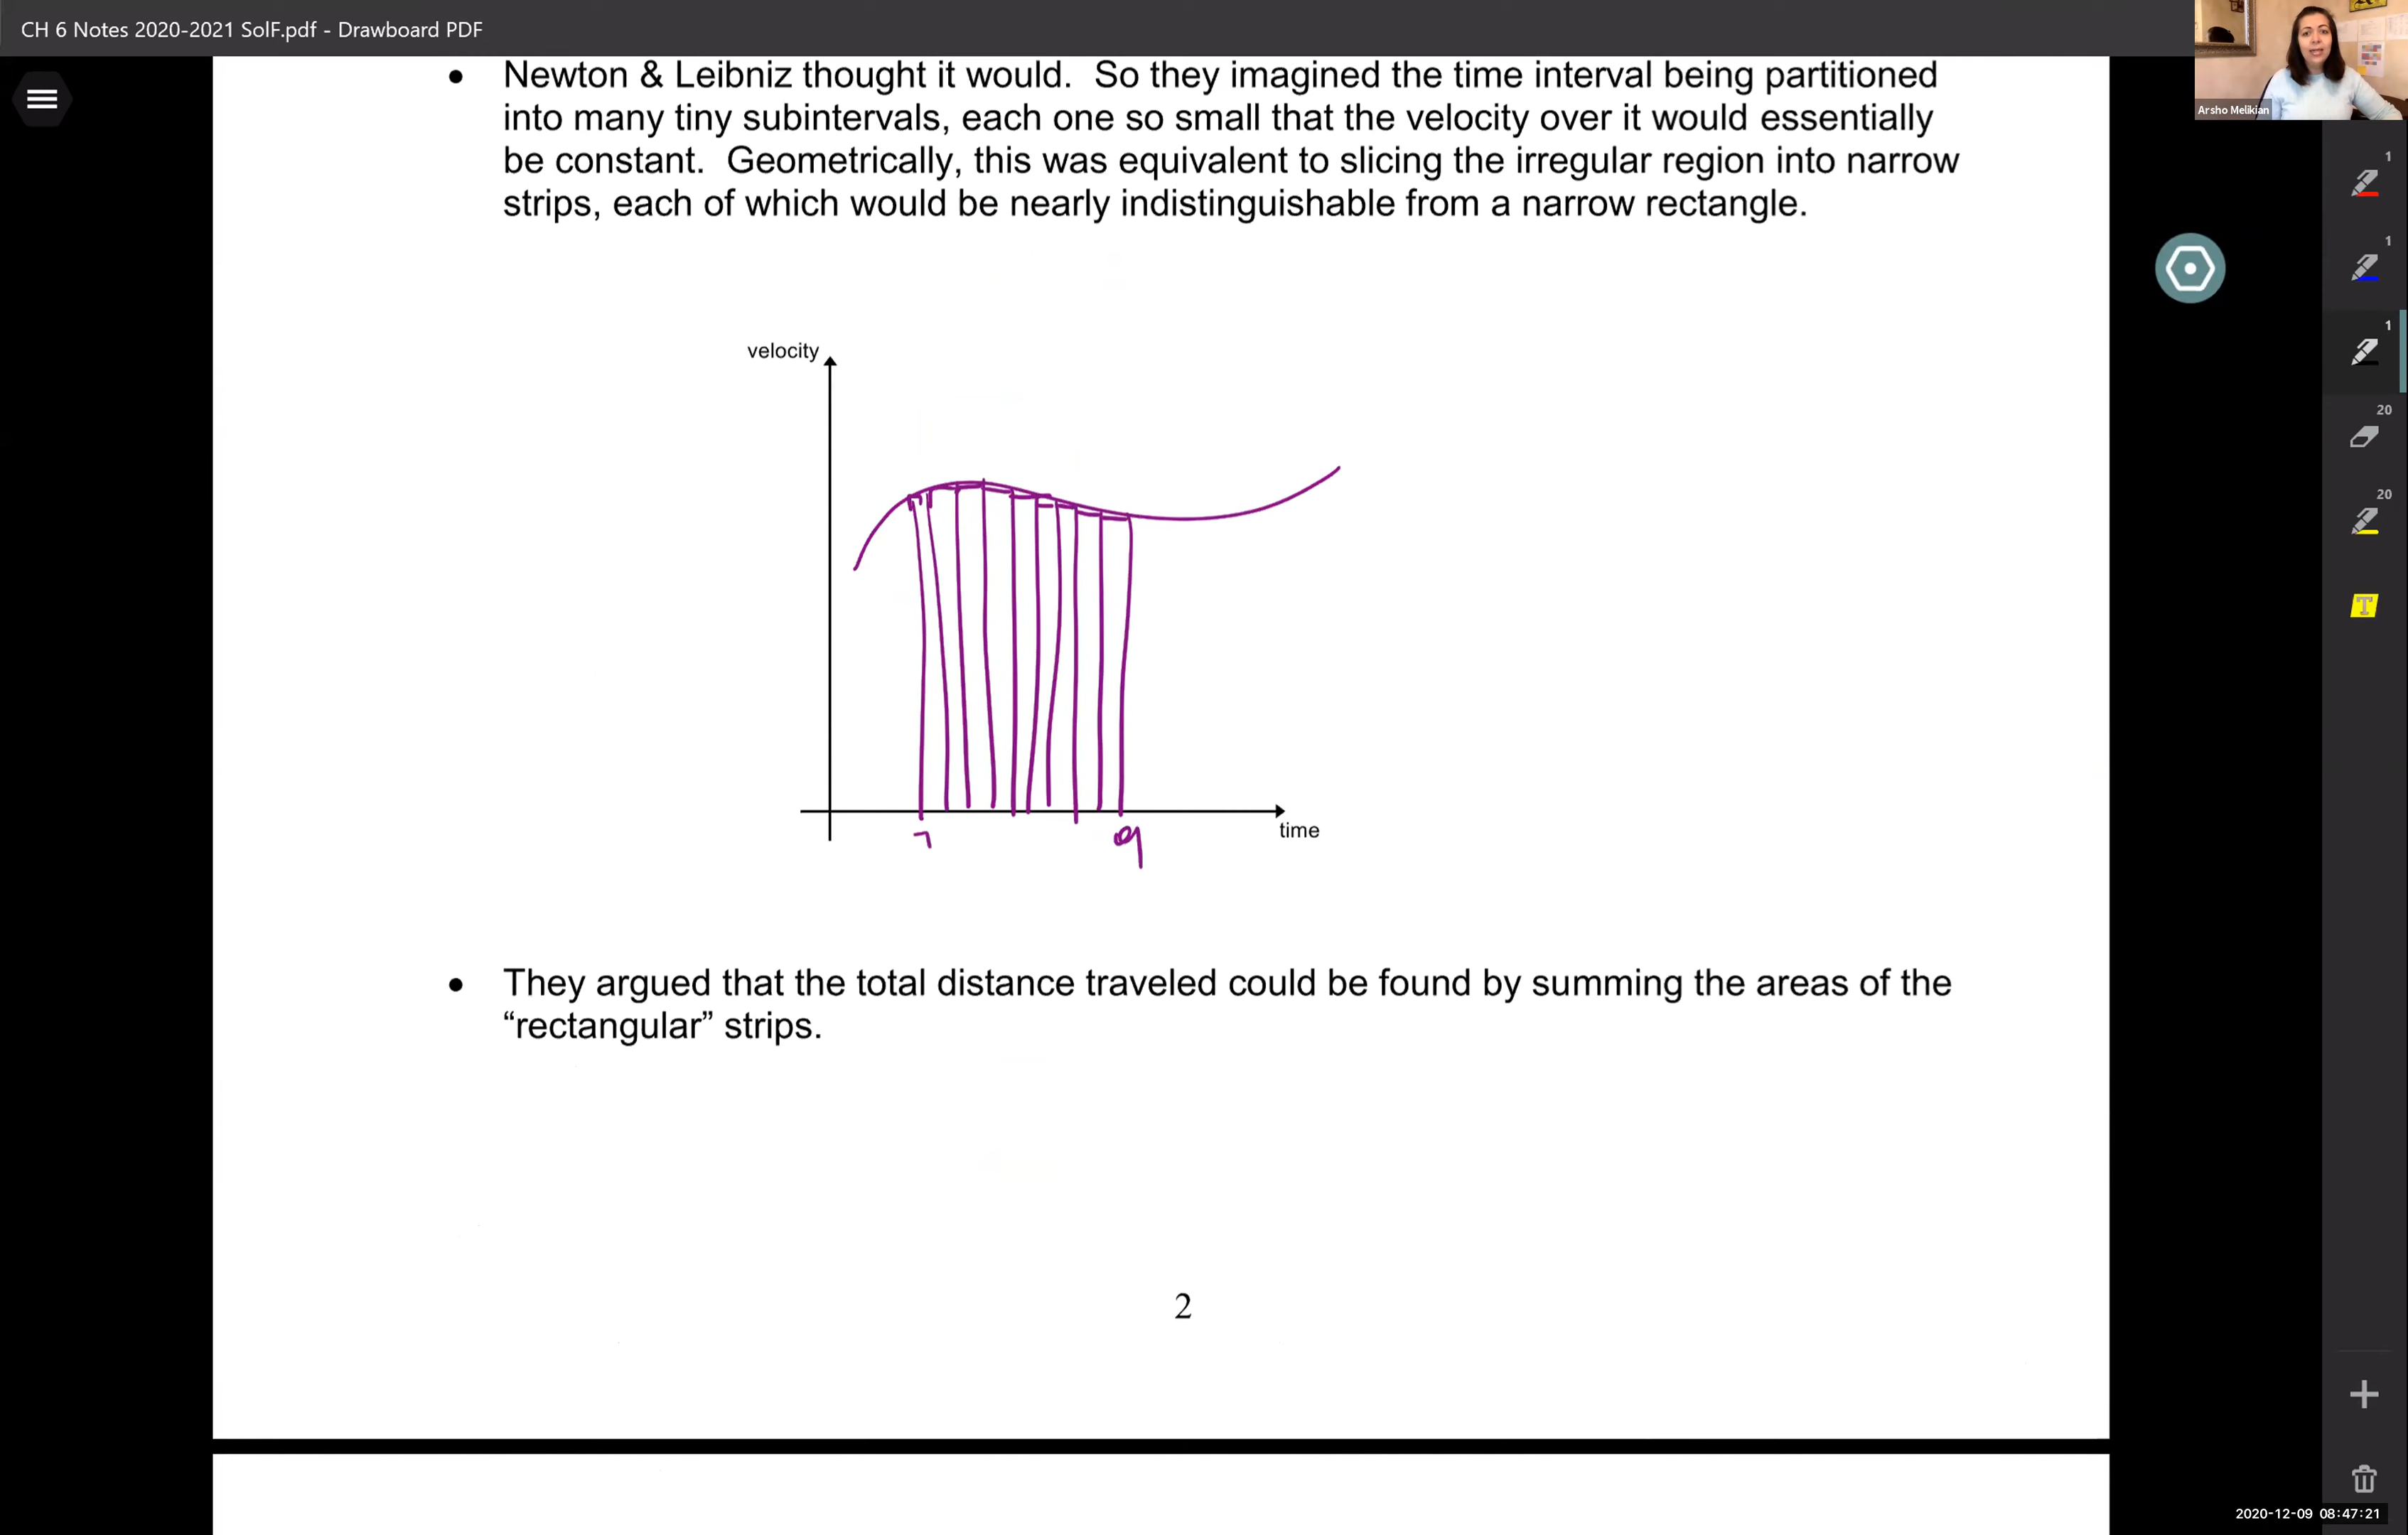 CH 6 Notes 2020-2021 SolF.pdf - Drawboard PDF
Arsho Melikian
• Newton & Leibniz thought it would. So they imagined the time interval being partitioned
into many tiny subintervals, each one so small that the velocity over it would essentially
be constant. Geometrically, this was equivalent to slicing the irregular region into narrow
strips, each of which would be nearly indistinguishable from a narrow rectangle.
1
1
1
20
20
T
velocity
time
7
9
• They argued that the total distance traveled could be found by summing the areas of the
“rectangular” strips.
2
2020-12-09 08:47:21